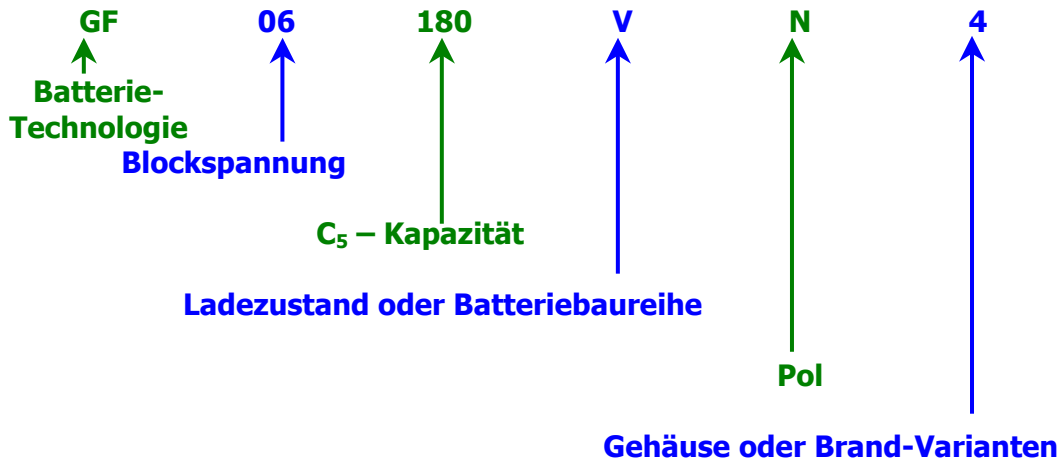 GF 06 180 V N 4
Batterie-
Technologie
Blockspannung
C₅ – Kapazität
Ladezustand oder Batteriebaureihe
Pol
Gehäuse oder Brand-Varianten